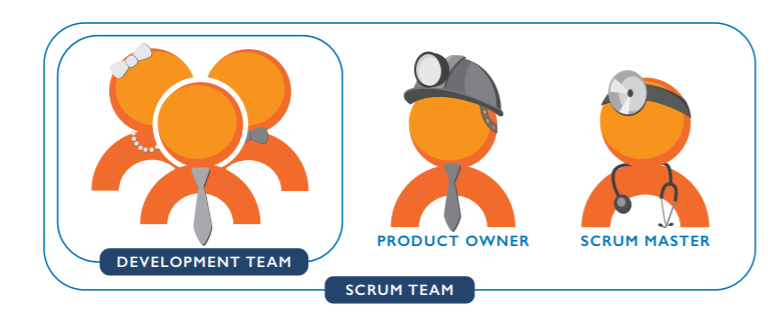 PRODUCT OWNER
SCRUM MASTER
DEVELOPMENT TEAM
SCRUM TEAM